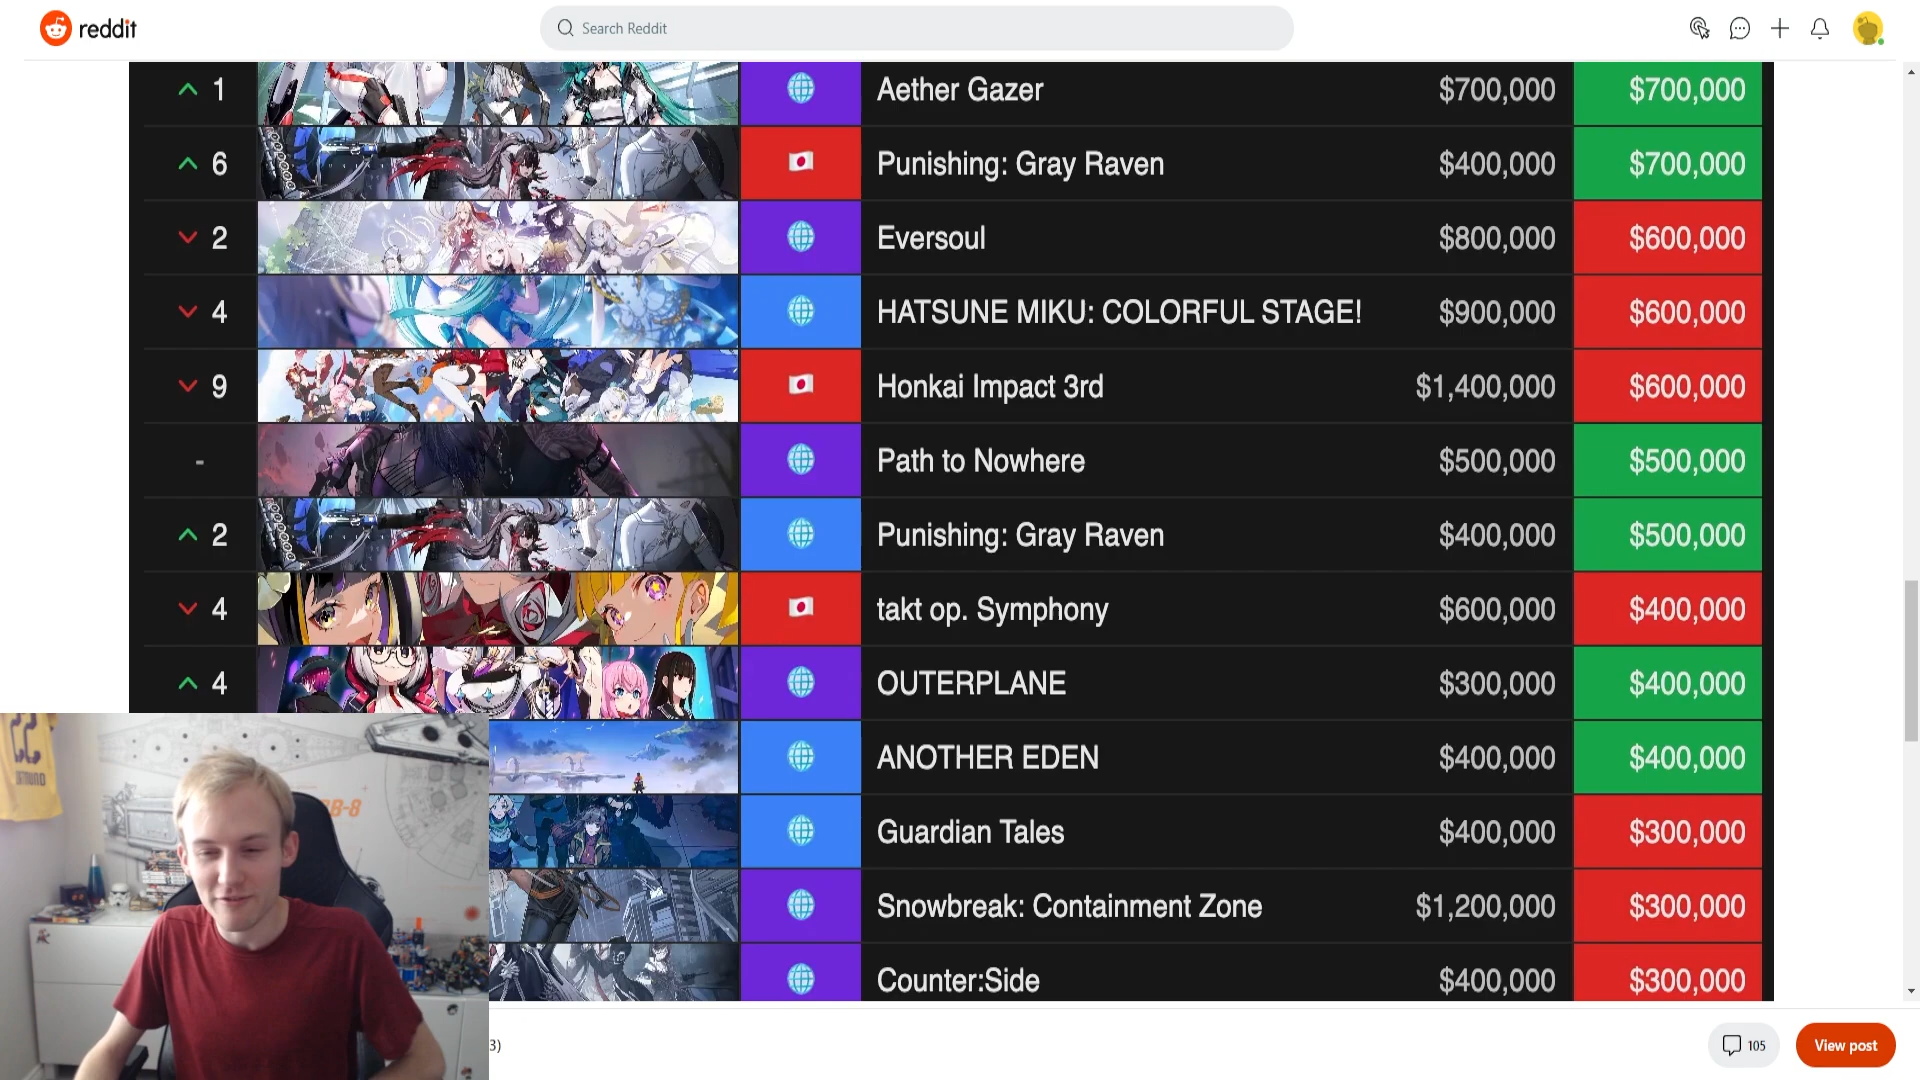 reddit
Search Reddit
1 Aether Gazer $700,000 $700,000
6 Punishing: Gray Raven $400,000 $700,000
2 Eversoul $800,000 $600,000
4 HATSUNE MIKU: COLORFUL STAGE! $900,000 $600,000
9 Honkai Impact 3rd $1,400,000 $600,000
- Path to Nowhere $500,000 $500,000
2 Punishing: Gray Raven $400,000 $500,000
4 takt op. Symphony $600,000 $400,000
4 OUTERPLANE $300,000 $400,000
ANOTHER EDEN $400,000 $400,000
Guardian Tales $400,000 $300,000
Snowbreak: Containment Zone $1,200,000 $300,000
Counter:Side $400,000 $300,000
22
BB-8
3)
105
View post